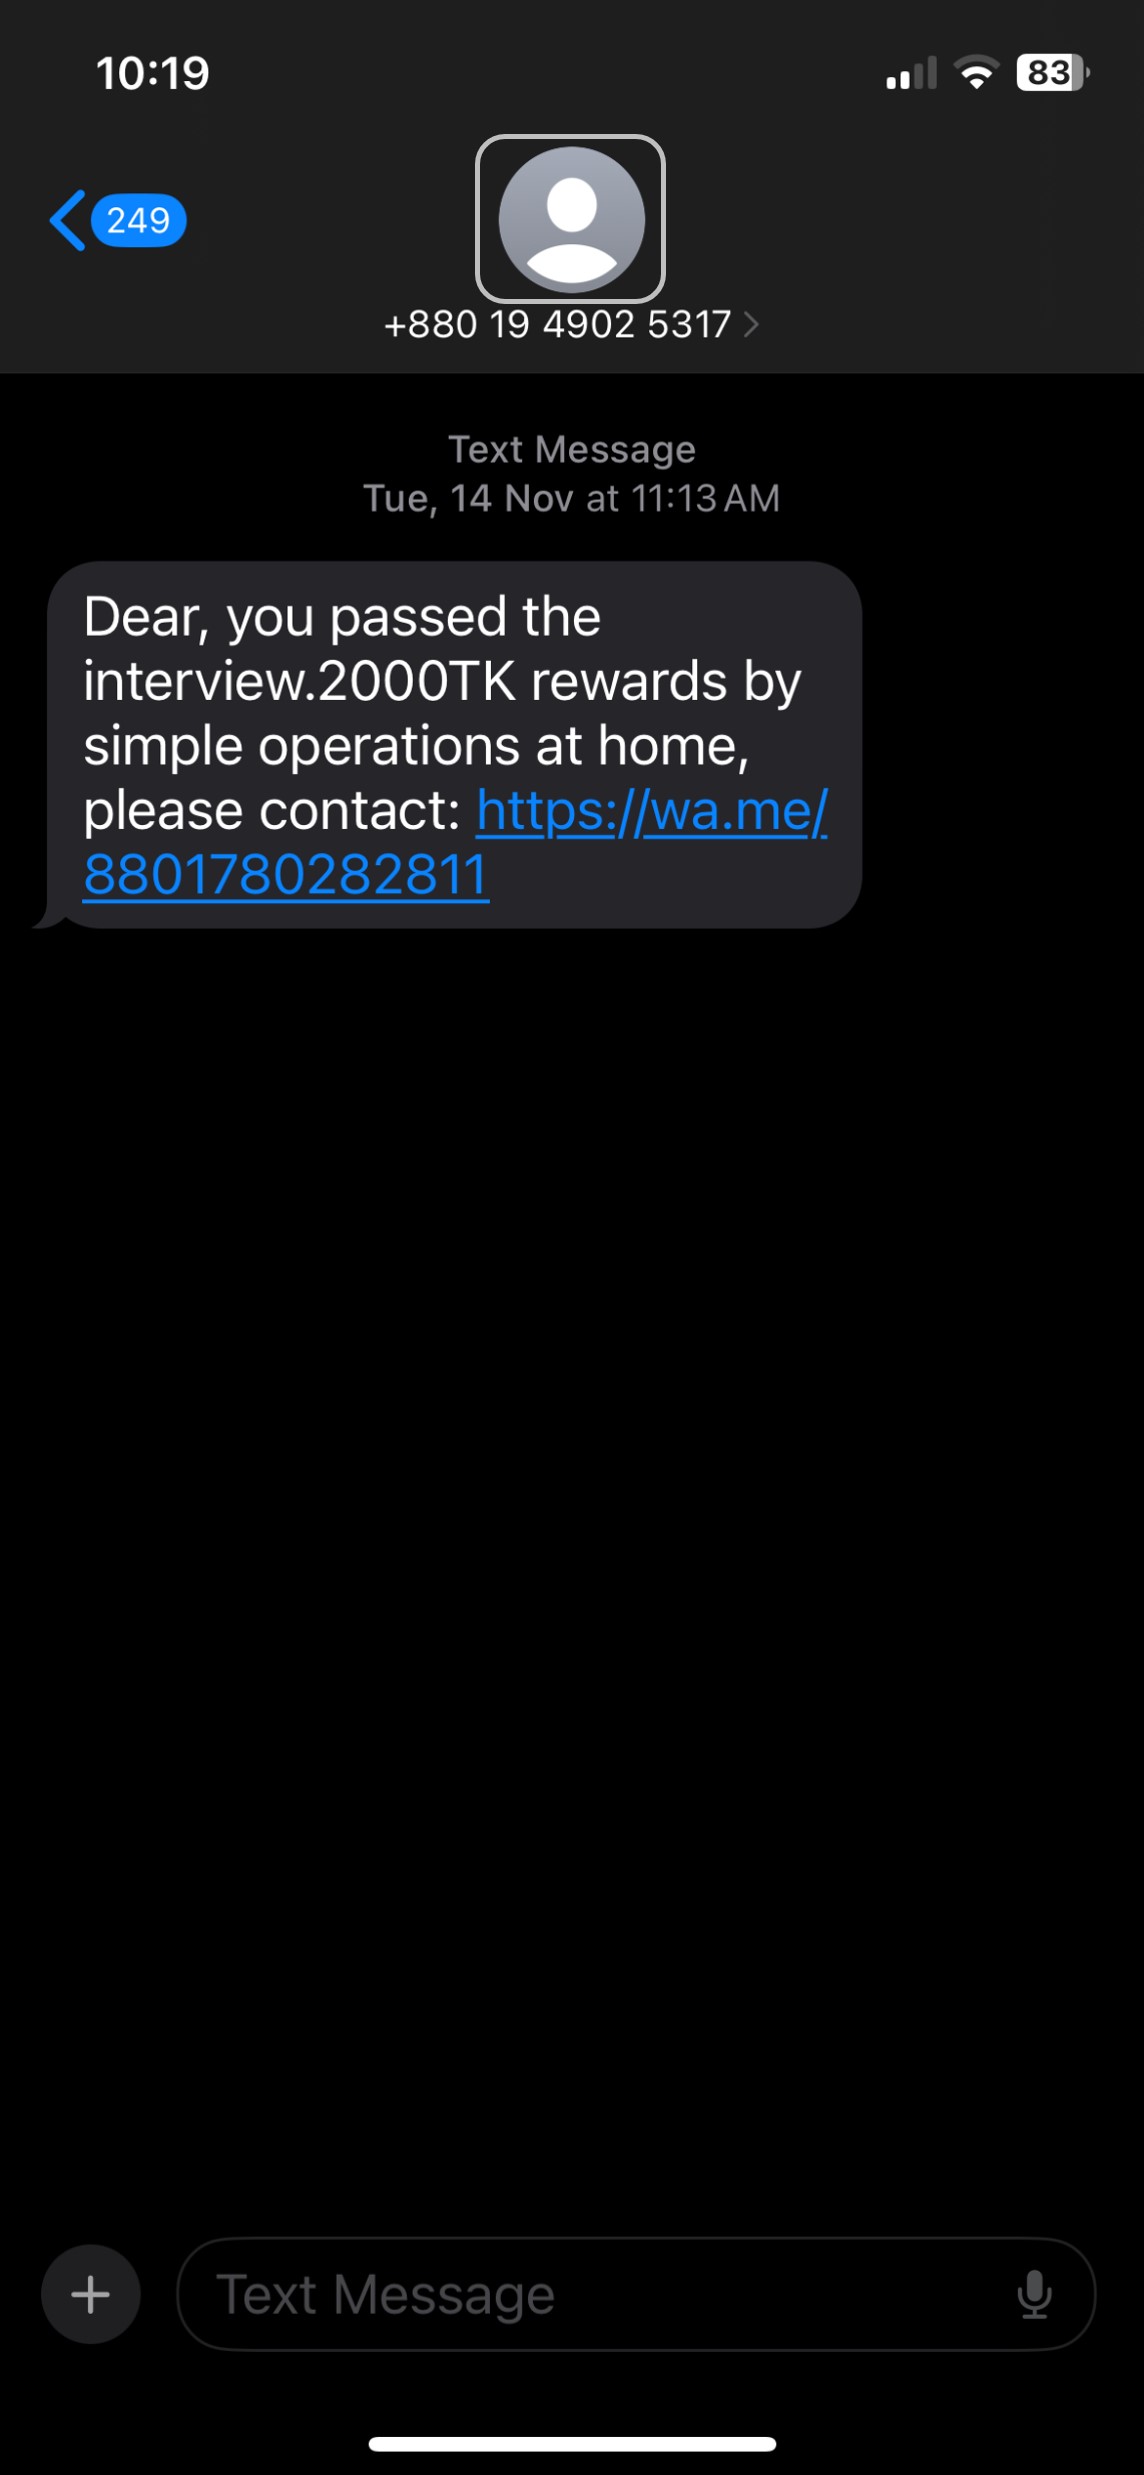 10:19
83
249
+880 19 4902 5317
Text Message
Tue, 14 Nov at 11:13 AM
Dear, you passed the
interview.2000TK rewards by
simple operations at home,
please contact: https://wa.me/
8801780282811
Text Message